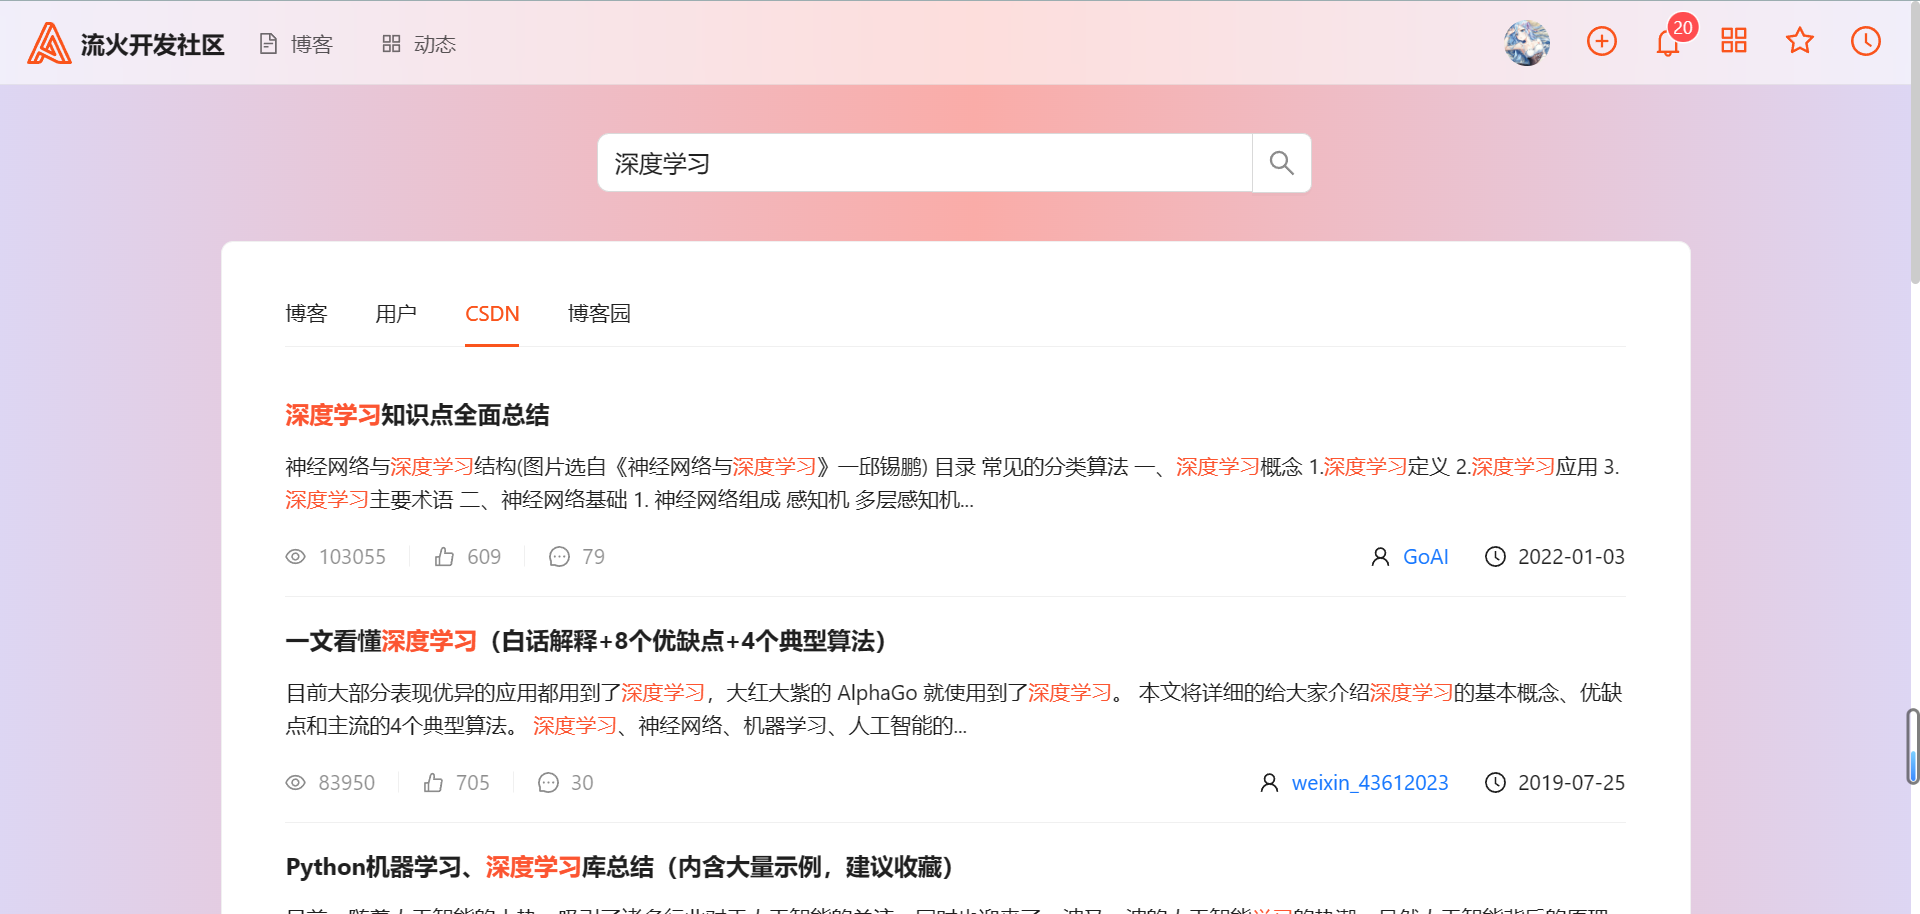 流火开发社区 博客 动态 20
深度学习
博客 用户 CSDN 博客园
深度学习知识点全面总结
神经网络与深度学习结构(图片选自《神经网络与深度学习》一邱锡鹏) 目录 常见的分类算法 一、深度学习概念 1.深度学习定义 2.深度学习应用 3.
深度学习主要术语 二、神经网络基础 1. 神经网络组成 感知机 多层感知机...
103055 609 79 GoAI 2022-01-03
一文看懂深度学习（白话解释+8个优缺点+4个典型算法）
目前大部分表现优异的应用都用到了深度学习，大红大紫的 AlphaGo 就使用到了深度学习。 本文将详细的给大家介绍深度学习的基本概念、优缺
点和主流的4个典型算法。 深度学习、神经网络、机器学习、人工智能的...
83950 705 30 weixin_43612023 2019-07-25
Python机器学习、深度学习库总结（内含大量示例，建议收藏）